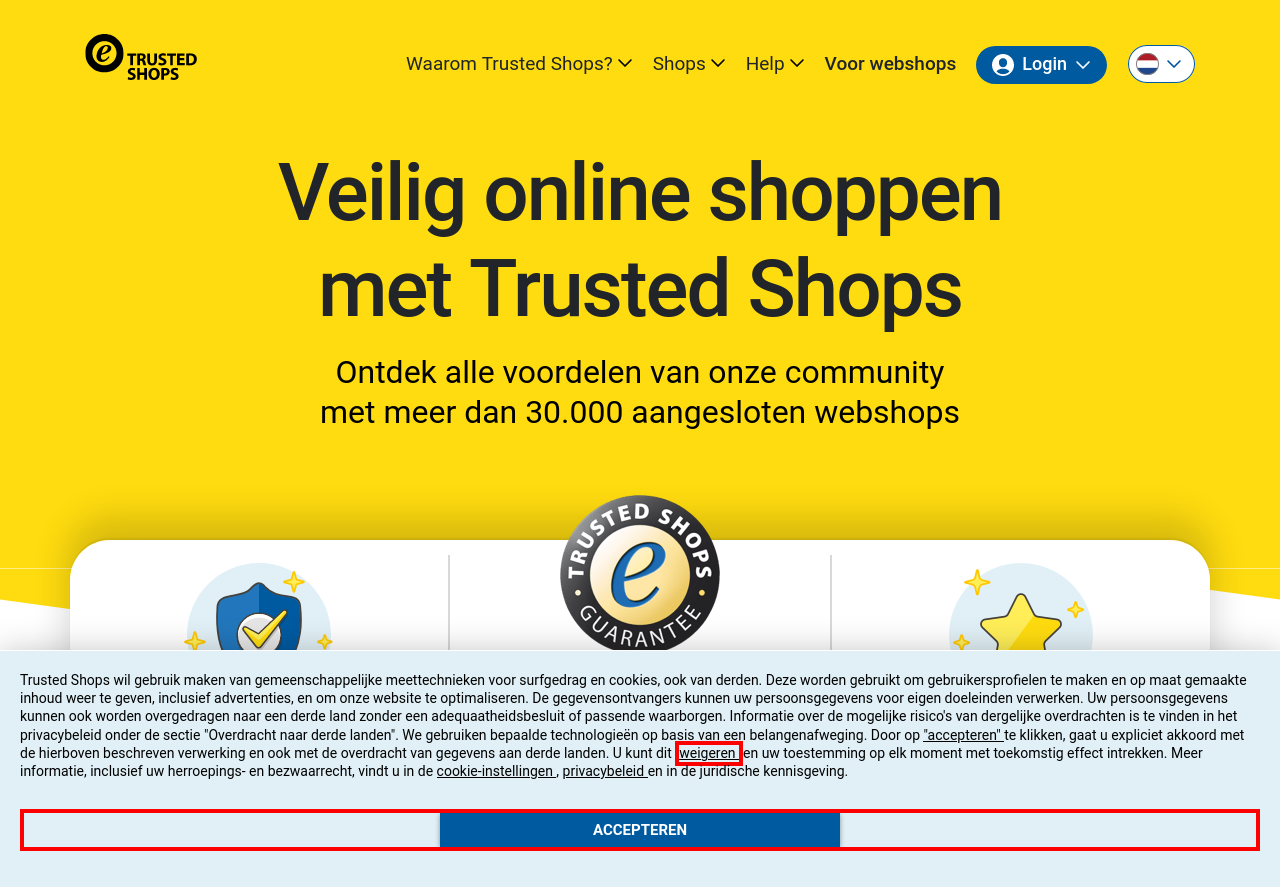 TRUSTED
SHOPS
Waarom Trusted Shops? Shops Help Voor webshops Login
Veilig online shoppen
met Trusted Shops
Ontdek alle voordelen van onze community
met meer dan 30.000 aangesloten webshops
TRUSTED SHOPS
e
GUARANTEE
Trusted Shops wil gebruik maken van gemeenschappelijke meettechnieken voor surfgedrag en cookies, ook van derden. Deze worden gebruikt om gebruikersprofielen te maken en op maat gemaakte
inhoud weer te geven, inclusief advertenties, en om onze website te optimaliseren. De gegevensontvangers kunnen uw persoonsgegevens voor eigen doeleinden verwerken. Uw persoonsgegevens
kunnen ook worden overgedragen naar een derde land zonder een adequaatheidsbesluit of passende waarborgen. Informatie over de mogelijke risico's van dergelijke overdrachten is te vinden in het
privacybeleid onder de sectie "Overdracht naar derde landen". We gebruiken bepaalde technologieën op basis van een belangenafweging. Door op "accepteren" te klikken, gaat u expliciet akkoord met
de hierboven beschreven verwerking en ook met de overdracht van gegevens aan derde landen. U kunt dit weigeren en uw toestemming op elk moment met toekomstig effect intrekken. Meer
informatie, inclusief uw herroepings- en bezwaarrecht, vindt u in de cookie-instellingen , privacybeleid en in de juridische kennisgeving.
ACCEPTEREN